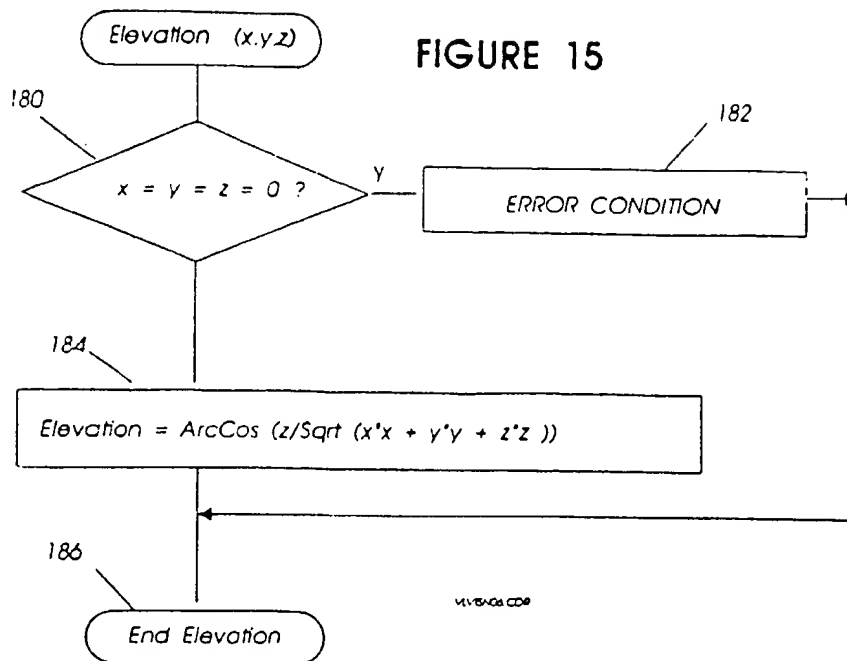 Elevation (x.y.z)
FIGURE 15
180
182
x = y = z = 0 ?
Y
ERROR CONDITION
184
Elevation = ArcCos (z/Sqrt (x*x + y*y + z*z ))
186
End Elevation